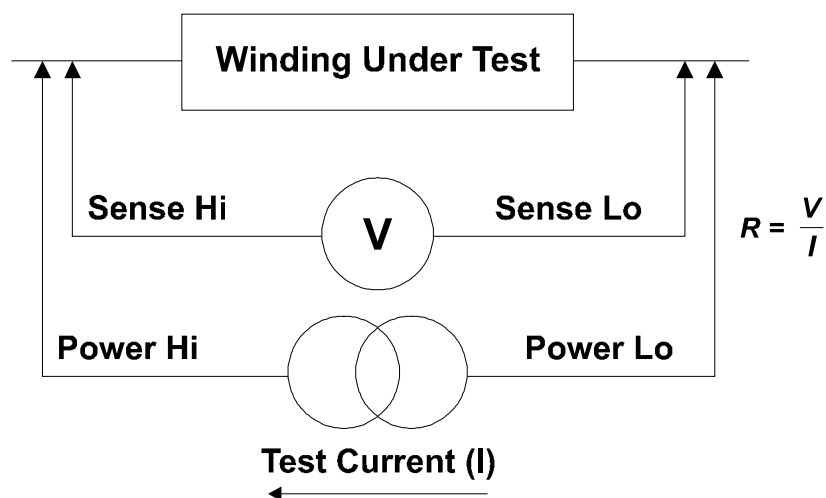 Winding Under Test
Sense Hi
V
Sense Lo
R = V/I
Power Hi
Power Lo
Test Current (I)